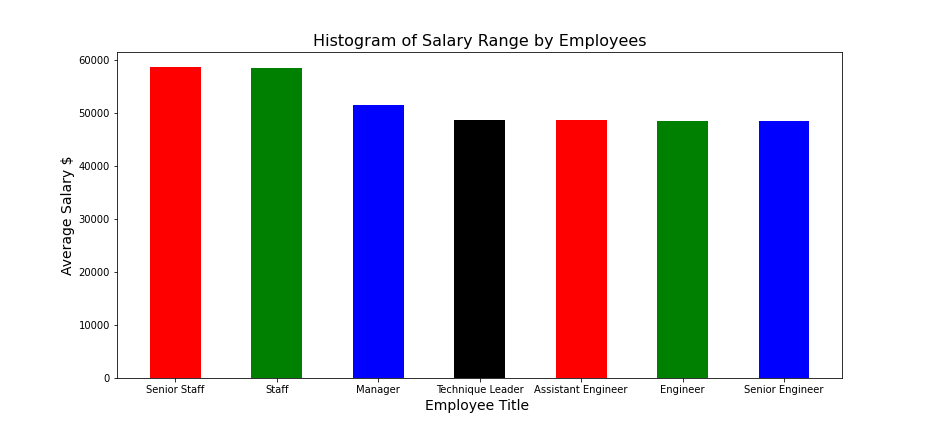 Histogram of Salary Range by Employees
Average Salary $
60000
50000
40000
30000
20000
10000
0
Senior Staff Staff Manager Technique Leader Assistant Engineer Engineer Senior Engineer
Employee Title